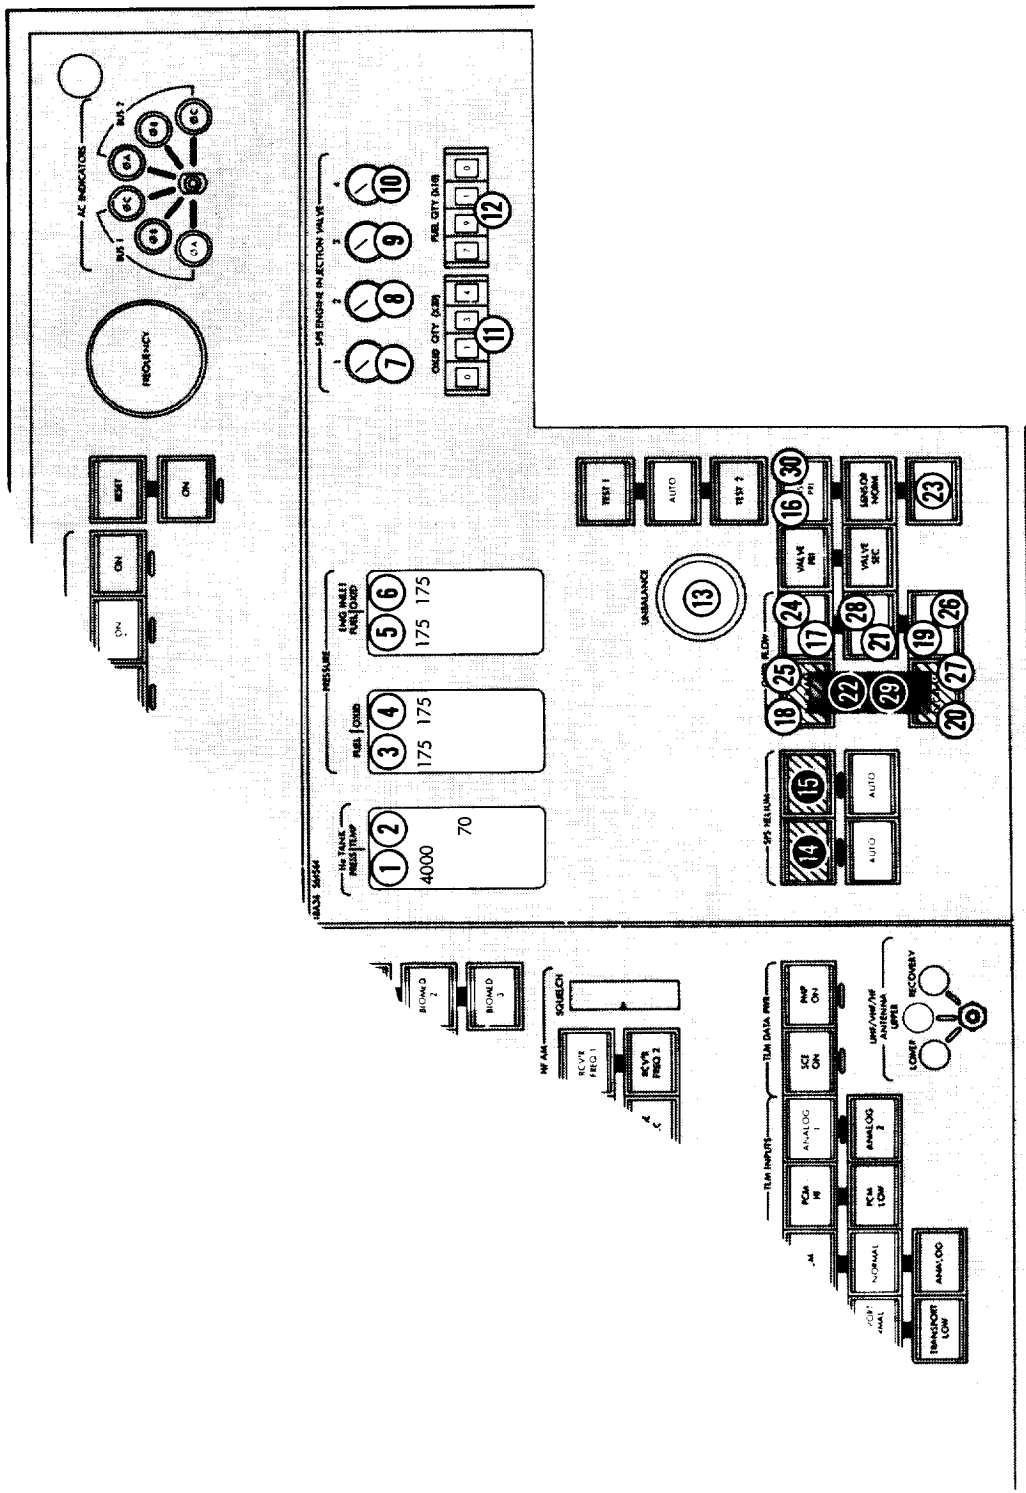 AC INDICATORS
BUS 1
BUS 2
ØA
ØB
ØC
ØA
ØB
ØC
FREQUENCY
RESET
ON
ON
ON
SPS ENGINE INJECTION VALVE
1
2
3
4
7
8
9
10
OXID QTY
FUEL QTY (X10)
0
1
3
4
7
9
1
0
11
12
PRESSURE
He TANK
PRESS TEMP
FUEL OXID
ENG INLET
FUEL OXID
1
2
3
4
5
6
4000
70
175
175
175
175
TEST 1
AUTO
TEST 2
UNBALANCE
13
FLOW
30
16
PRI
SENSOR
NORM
23
VALVE
PRI
VALVE
SEC
24
17
28
21
19
26
25
18
22
29
27
20
SPS HELIUM
14
15
AUTO
AUTO
BIOMED
2
BIOMED
3
HF AM
SQUELCH
RCVR
FREQ 1
RCVR
FREQ 2
TLM INPUTS
TLM DATA PWR
PCM
HI
ANALOG
1
SCE
ON
PMP
ON
PCM
LOW
ANALOG
2
NORMAL
TRANSPORT
LOW
ANALOG
UHF/VHF/HF
ANTENNA
LOWER
UPPER
RECOVERY